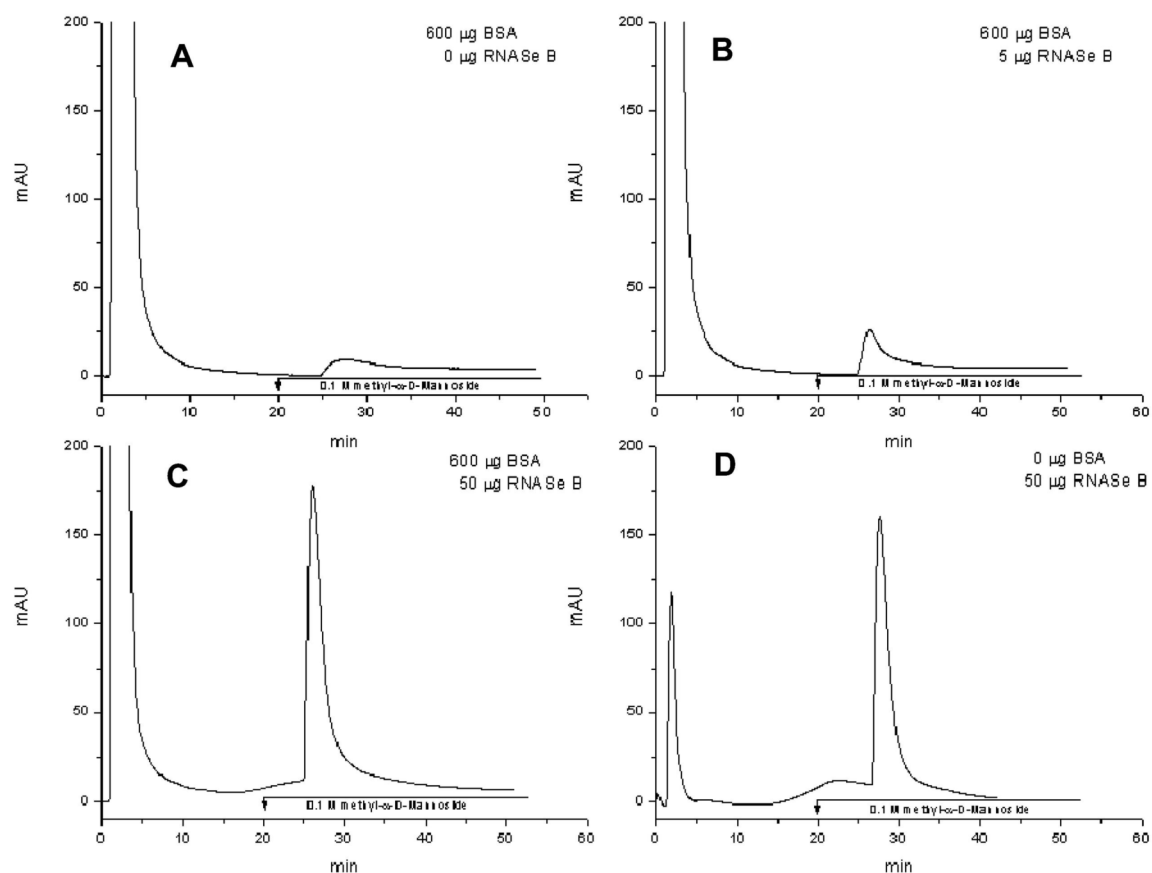 A
600 µg BSA
0 µg RNASe B
200
150
100
50
0
mAU
0.1 M methyl-α-D-Mannoside
0 10 20 30 40 50
min
B
600 µg BSA
5 µg RNASe B
200
150
100
50
0
mAU
0.1 M methyl-α-D-Mannoside
0 10 20 30 40 50 60
min
C
600 µg BSA
50 µg RNASe B
200
150
100
50
0
mAU
0.1 M methyl-α-D-Mannoside
0 10 20 30 40 50 60
min
D
0 µg BSA
50 µg RNASe B
200
150
100
50
0
mAU
0.1 M methyl-α-D-Mannoside
0 10 20 30 40 50 60
min